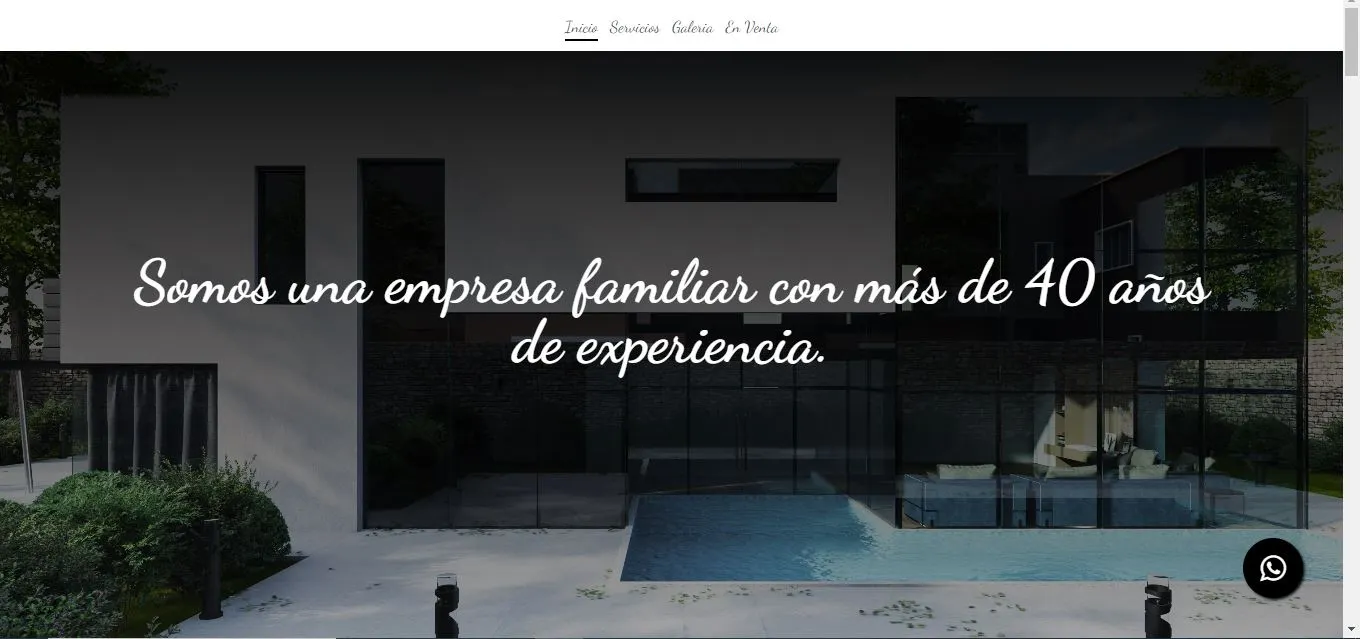 Inicio Servicios Galeria En Venta
Somos una empresa familiar con más de 40 años
de experiencia.